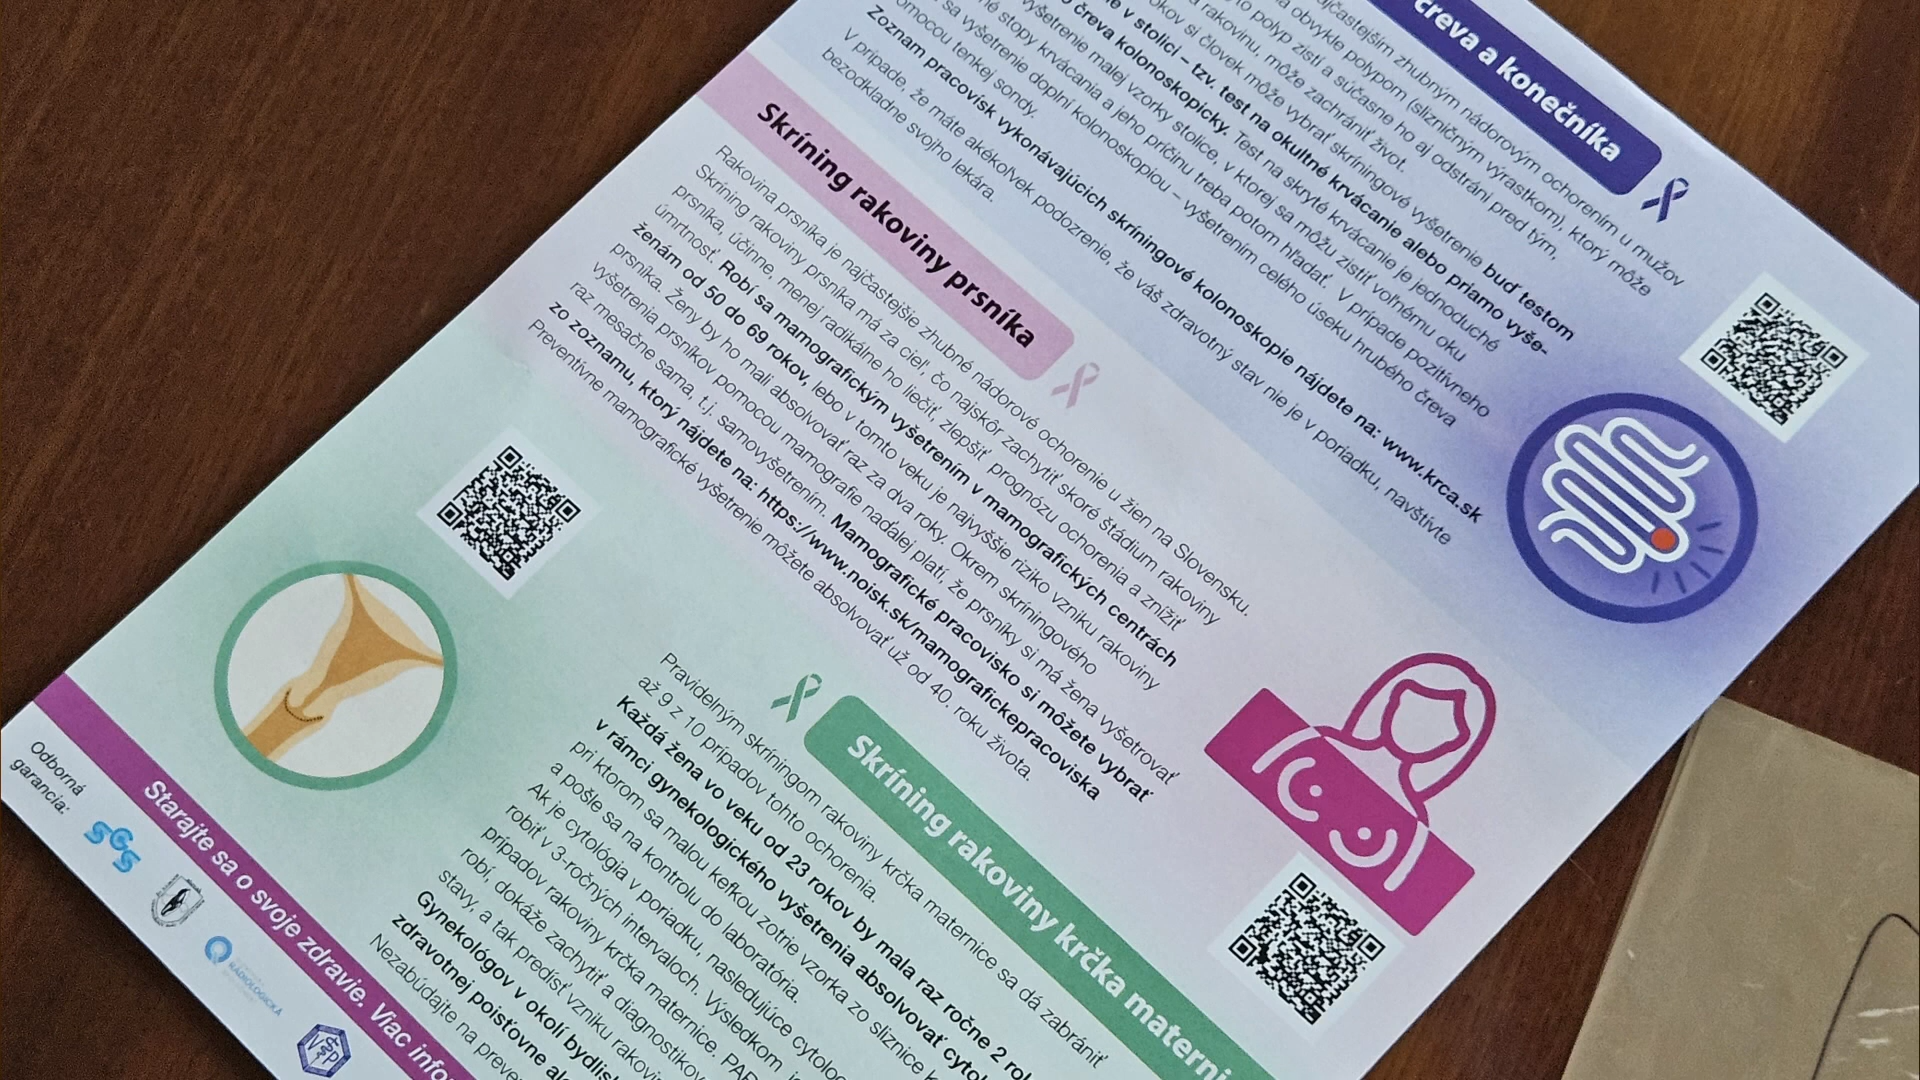 čreva a konečníka
jčastejším zhubným nádorovým ochorením u mužov
a obvykle polypom (slizničným výrastkom), ktorý môže
to polyp zistí a súčasne ho aj odstráni pred tým,
rakovinu, môže zachrániť život.
okov si človek môže vybrať skríningové vyšetrenie buď testom
e v stolici – tzv. test na okultné krvácanie alebo priamo vyše-
o čreva kolonoskopicky. Test na skryté krvácanie je jednoduché
vyšetrenie malej vzorky stolice, v ktorej sa môžu zistiť voľnému oku
né stopy krvácania a jeho príčinu treba potom hľadať. V prípade pozitívneho
sa vyšetrenie doplní kolonoskopiou – vyšetrením celého úseku hrubého čreva
omocou tenkej sondy.
Zoznam pracovísk vykonávajúcich skríningové kolonoskopie nájdete na: www.krca.sk
V prípade, že máte akékoľvek podozrenie, že váš zdravotný stav nie je v poriadku, navštívte
bezodkladne svojho lekára.
Skríning rakoviny prsníka
Rakovina prsníka je najčastejšie zhubné nádorové ochorenie u žien na Slovensku.
Skríning rakoviny prsníka má za cieľ, čo najskôr zachytiť skoré štádium rakoviny
prsníka, účinne, menej radikálne ho liečiť, zlepšiť prognózu ochorenia a znížiť
úmrtnosť. Robí sa mamografickým vyšetrením v mamografických centrách
ženám od 50 do 69 rokov, lebo v tomto veku je najvyššie riziko vzniku rakoviny
prsníka. Ženy by ho mali absolvovať raz za dva roky. Okrem skríningového
vyšetrenia prsníkov pomocou mamografie naďalej platí, že prsníky si má žena vyšetrovať
raz mesačne sama, t.j. samovyšetrením. Mamografické pracovisko si môžete vybrať
zo zoznamu, ktorý nájdete na: https://www.noisk.sk/mamografickepracoviska
Preventívne mamografické vyšetrenie môžete absolvovať už od 40. roku života.
Skríning rakoviny krčka materni
Pravidelným skríningom rakoviny krčka maternice sa dá zabrániť
až 9 z 10 prípadov tohto ochorenia.
Každá žena vo veku od 23 rokov by mala raz ročne 2 rok
v rámci gynekologického vyšetrenia absolvovať cytol
pri ktorom sa malou kefkou zotrie vzorka zo sliznice k
a pošle sa na kontrolu do laboratória.
Ak je cytológia v poriadku, nasledujúce cytolog
robiť v 3-ročných intervaloch. Výsledkom je
prípadov rakoviny krčka maternice. PAP
robí, dokáže zachytiť a diagnostikov
stavy, a tak predísť vzniku rakovin
Gynekológov v okolí bydlis
zdravotnej poisťovne al
Nezabúdajte na preve
Starajte sa o svoje zdravie. Viac info
Odborná
garancia:
SGS
RÁDIOLOGICKÁ